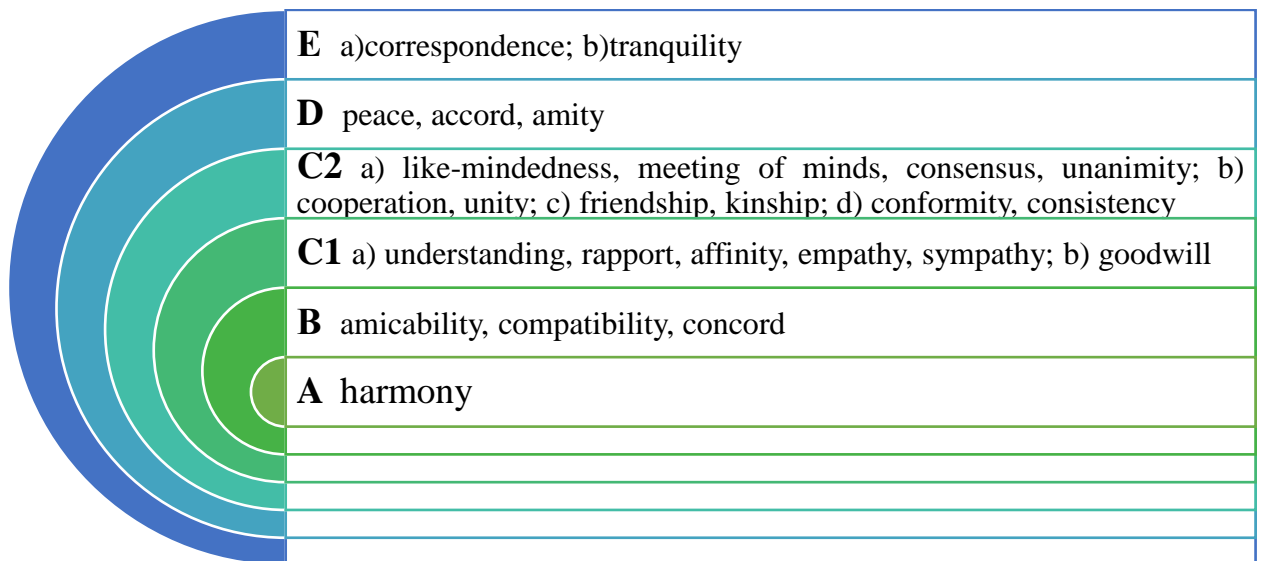 E a)correspondence; b)tranquility
D peace, accord, amity
C2 a) like-mindedness, meeting of minds, consensus, unanimity; b)
cooperation, unity; c) friendship, kinship; d) conformity, consistency
C1 a) understanding, rapport, affinity, empathy, sympathy; b) goodwill
B amicability, compatibility, concord
A harmony